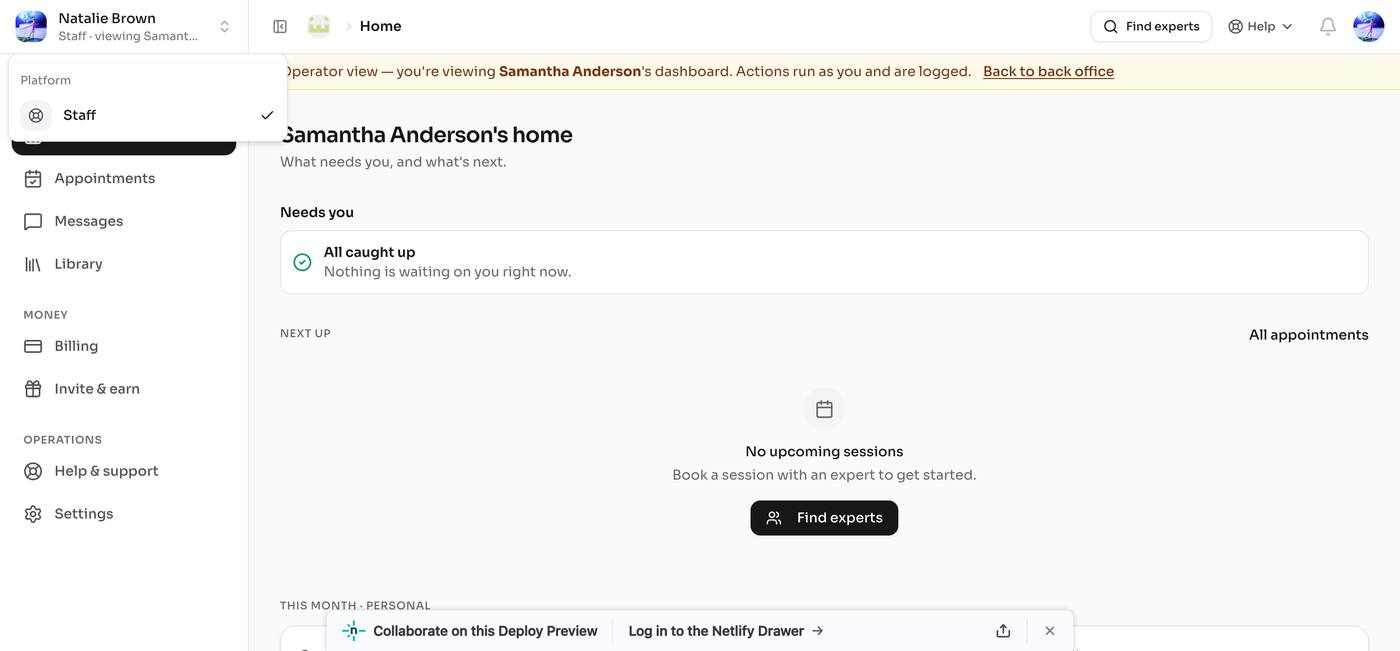 Natalie Brown
Staff · viewing Samant...
Home
Find experts
Help
Operator view — you're viewing Samantha Anderson's dashboard. Actions run as you and are logged. Back to back office
Platform
Staff
Samantha Anderson's home
What needs you, and what's next.
Appointments
Messages
Library
MONEY
Billing
Invite & earn
OPERATIONS
Help & support
Settings
Needs you
All caught up
Nothing is waiting on you right now.
NEXT UP
All appointments
No upcoming sessions
Book a session with an expert to get started.
Find experts
THIS MONTH · PERSONAL
Collaborate on this Deploy Preview
Log in to the Netlify Drawer →